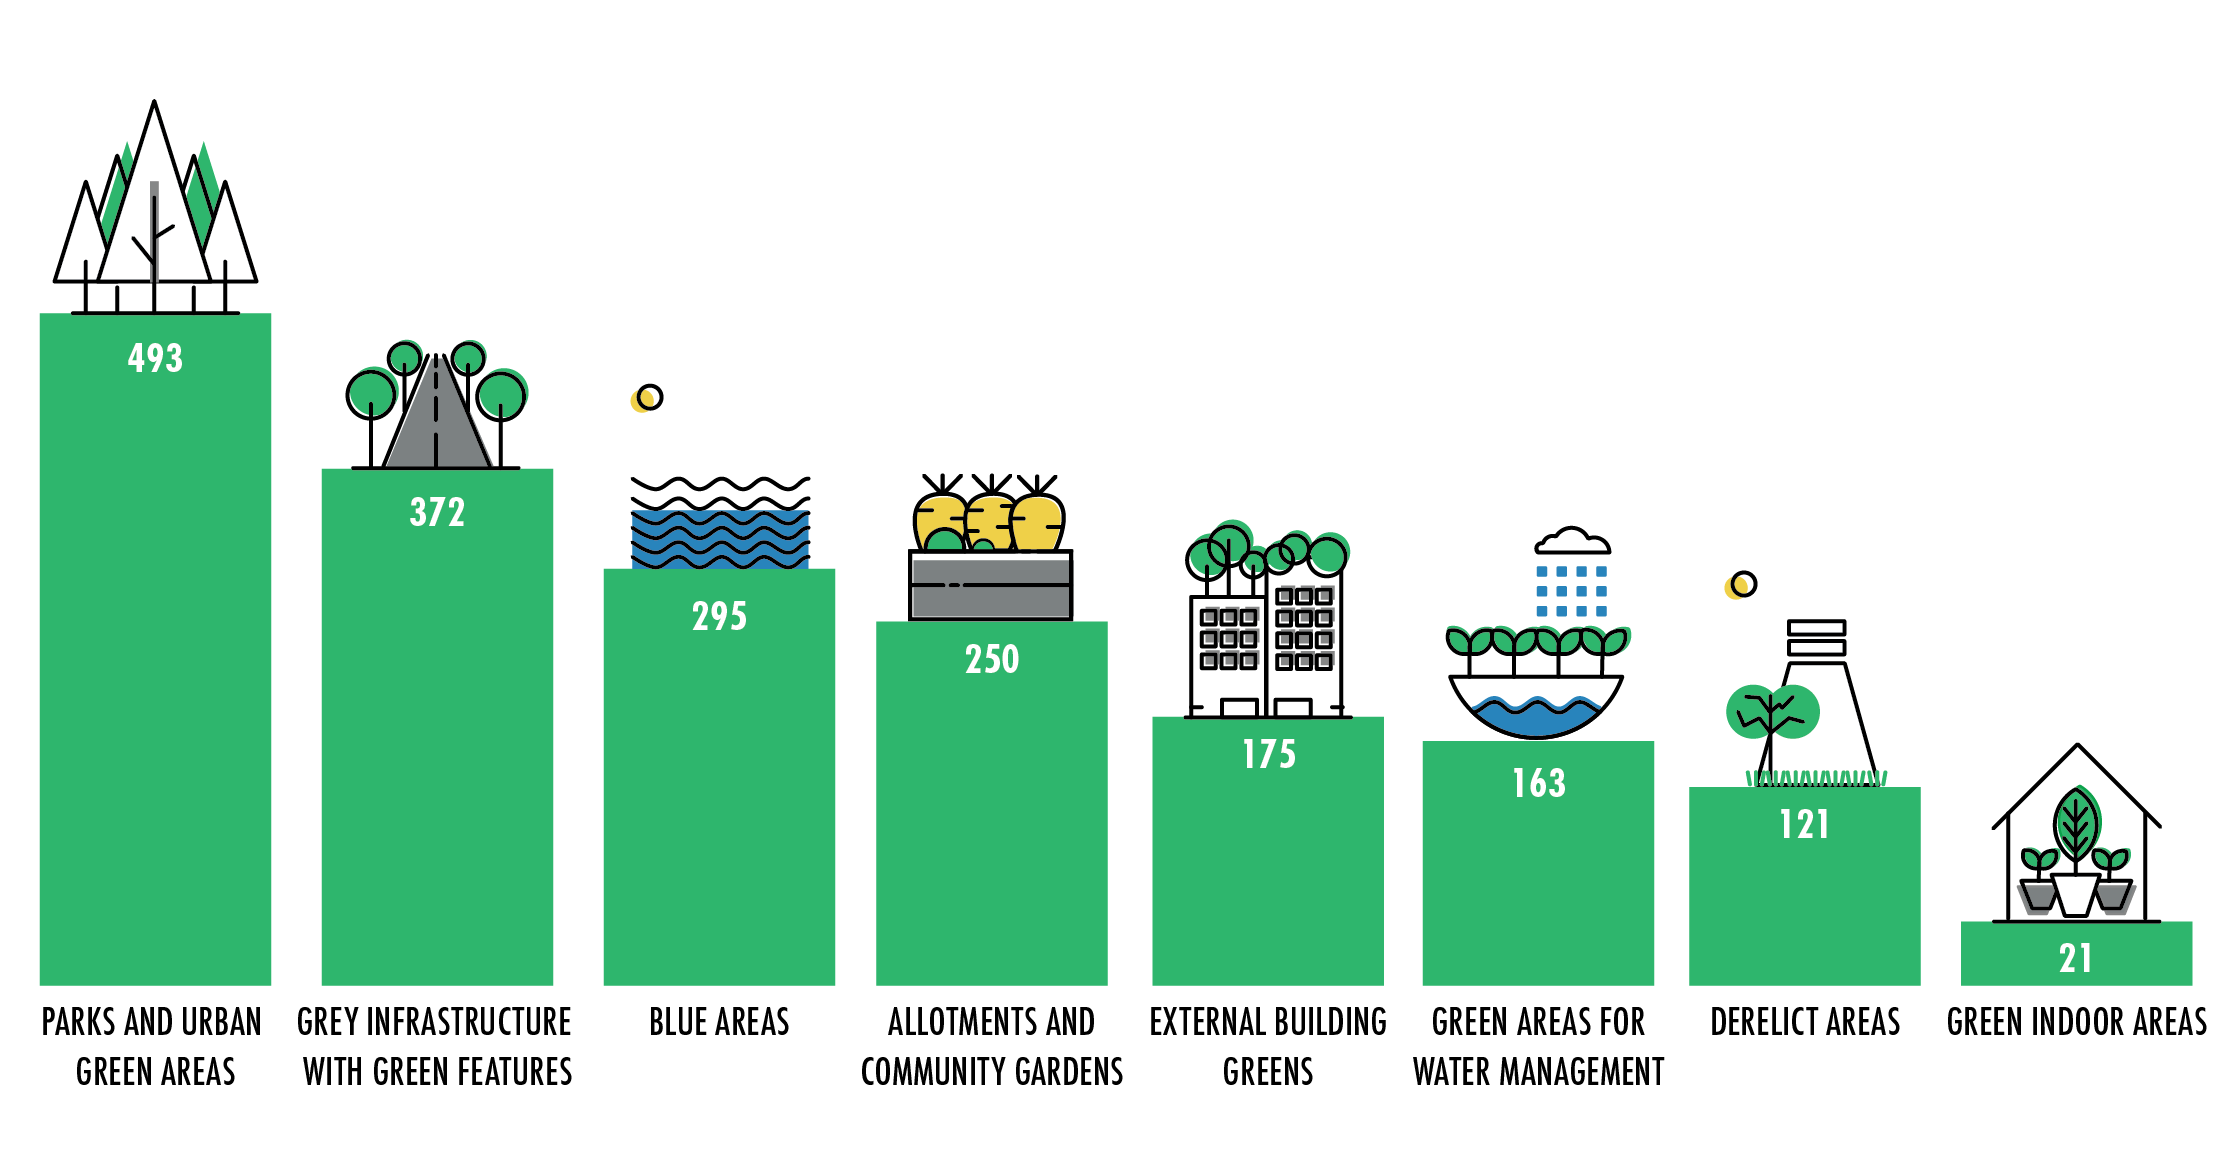 493
372
295
250
175
163
121
21
PARKS AND URBAN
GREEN AREAS
GREY INFRASTRUCTURE
WITH GREEN FEATURES
BLUE AREAS
ALLOTMENTS AND
COMMUNITY GARDENS
EXTERNAL BUILDING
GREENS
GREEN AREAS FOR
WATER MANAGEMENT
DERELICT AREAS
GREEN INDOOR AREAS